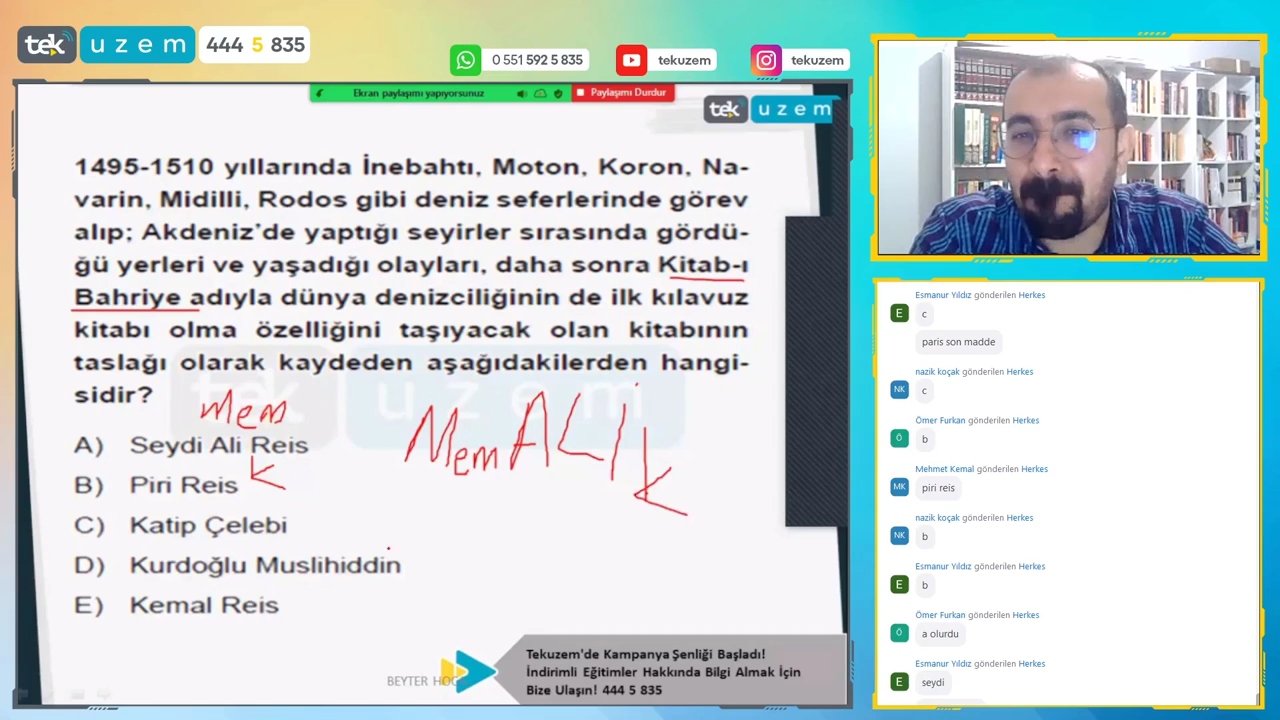 tek uzem 444 5 835
0 551 592 5 835 tekuzem tekuzem
Ekran paylaşımı yapıyorsunuz Paylaşımı Durdur
tek uzem
1495-1510 yıllarında İnebahtı, Moton, Koron, Na-
varin, Midilli, Rodos gibi deniz seferlerinde görev
alıp; Akdeniz'de yaptığı seyirler sırasında gördü-
ğü yerleri ve yaşadığı olayları, daha sonra Kitab-ı
Bahriye adıyla dünya denizciliğinin de ilk kılavuz
kitabı olma özelliğini taşıyacak olan kitabının
taslağı olarak kaydeden aşağıdakilerden hangi-
sidir?
tek uzem
mem
MemALİk
A) Seydi Ali Reis
k
B) Piri Reis
C) Katip Çelebi
D) Kurdoğlu Muslihiddin
E) Kemal Reis
BEYTER HOC
Tekuzem'de Kampanya Şenliği Başladı!
İndirimli Eğitimler Hakkında Bilgi Almak İçin
Bize Ulaşın! 444 5 835
Esmanur Yıldız gönderilen Herkes
E c
paris son madde
nazik koçak gönderilen Herkes
NK c
Ömer Furkan gönderilen Herkes
Ö b
Mehmet Kemal gönderilen Herkes
MK piri reis
nazik koçak gönderilen Herkes
NK b
Esmanur Yıldız gönderilen Herkes
E b
Ömer Furkan gönderilen Herkes
Ö a olurdu
Esmanur Yıldız gönderilen Herkes
E seydi